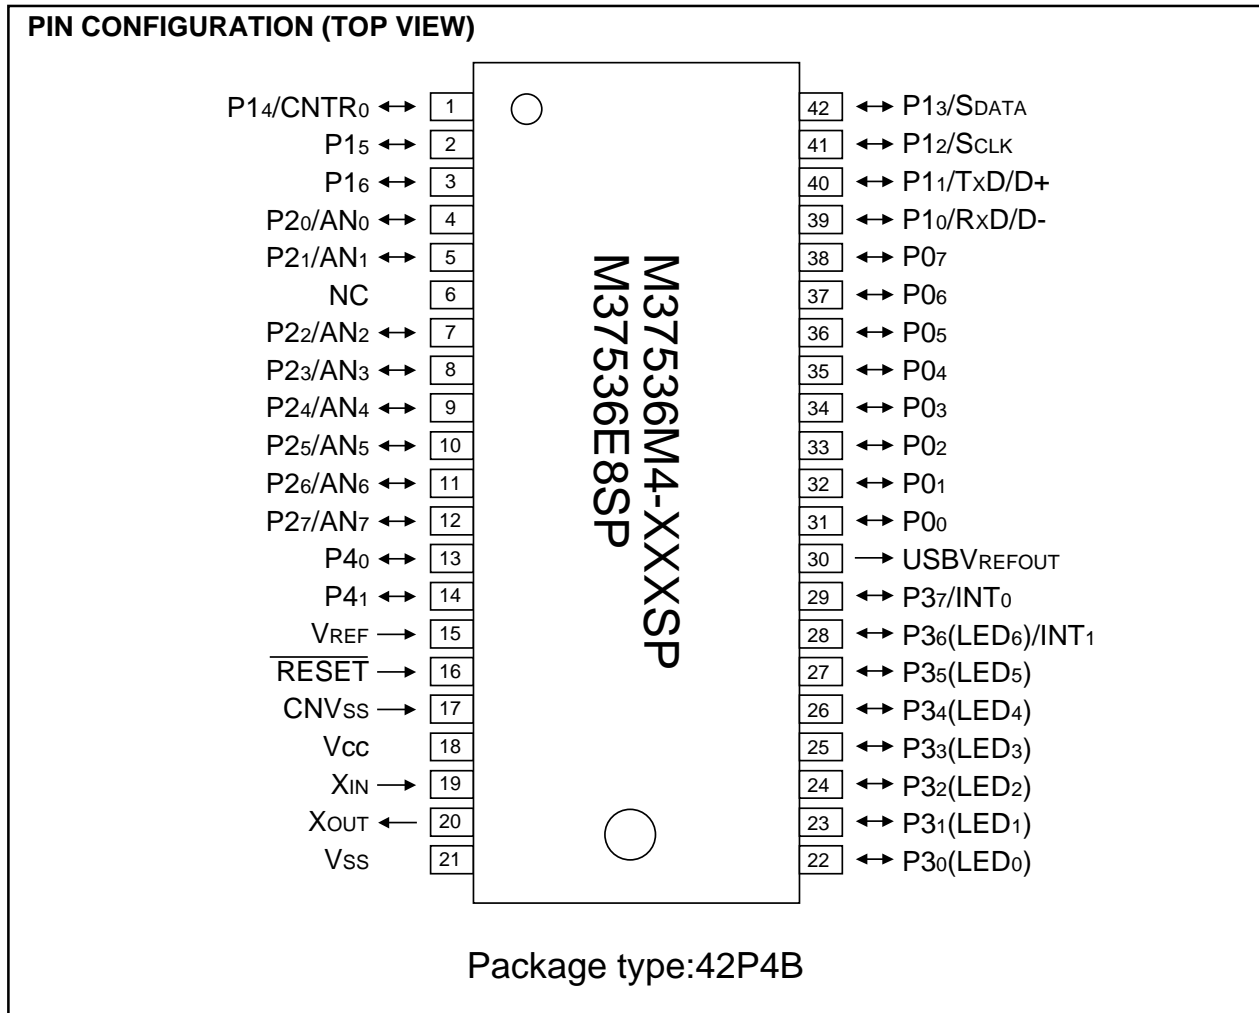 PIN CONFIGURATION (TOP VIEW)
P14/CNTR0 ↔ 1
P15 ↔ 2
P16 ↔ 3
P20/AN0 ↔ 4
P21/AN1 ↔ 5
NC 6
P22/AN2 ↔ 7
P23/AN3 ↔ 8
P24/AN4 ↔ 9
P25/AN5 ↔ 10
P26/AN6 ↔ 11
P27/AN7 ↔ 12
P40 ↔ 13
P41 ↔ 14
VREF → 15
RESET → 16
CNVSS → 17
Vcc 18
XIN → 19
XOUT ← 20
VSS 21
M37536M4-XXXSP
M37536E8SP
42 ↔ P13/SDATA
41 ↔ P12/SCLK
40 ↔ P11/TxD/D+
39 ↔ P10/RxD/D-
38 ↔ P07
37 ↔ P06
36 ↔ P05
35 ↔ P04
34 ↔ P03
33 ↔ P02
32 ↔ P01
31 ↔ P00
30 → USBVREFOUT
29 ↔ P37/INT0
28 ↔ P36(LED6)/INT1
27 ↔ P35(LED5)
26 ↔ P34(LED4)
25 ↔ P33(LED3)
24 ↔ P32(LED2)
23 ↔ P31(LED1)
22 ↔ P30(LED0)
Package type:42P4B